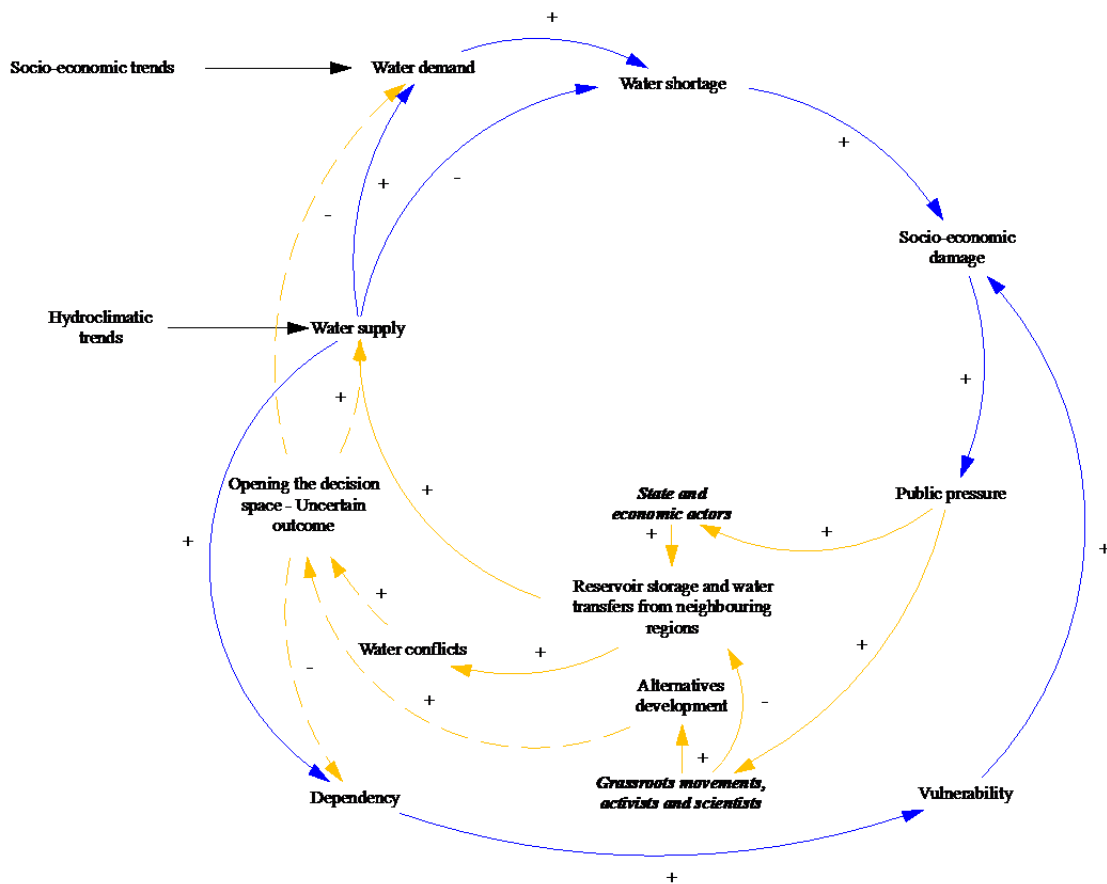 +
Socio-economic trends
Water demand
Water shortage
+
+
-
-
Socio-economic
damage
Hydroclimatic
trends
Water supply
+
+
+
Opening the decision
space - Uncertain
outcome
State and
economic actors
Public pressure
+
+
+
+
+
Reservoir storage and water
transfers from neighbouring
regions
+
Water conflicts
+
+
-
Alternatives
development
+
-
+
Grassroots movements,
activists and scientists
Dependency
Vulnerability
+